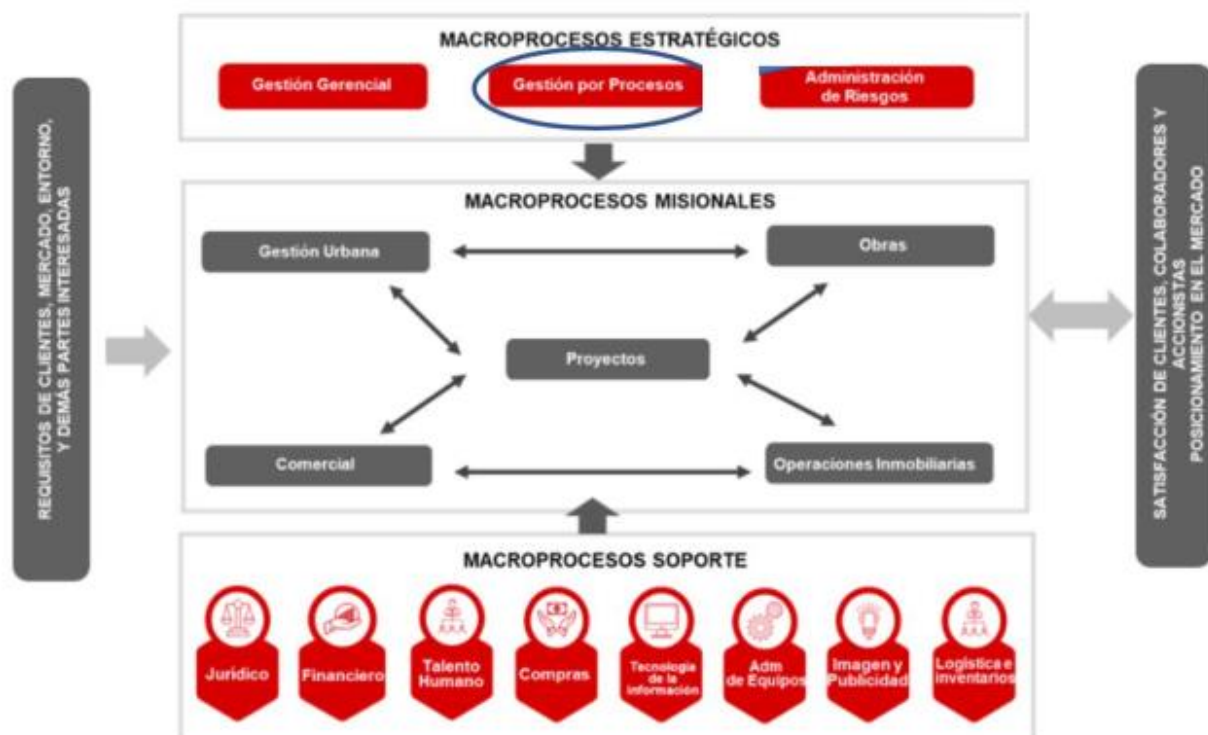 MACROPROCESOS ESTRATÉGICOS
Gestión Gerencial
Gestión por Procesos
Administración
de Riesgos
REQUISITOS DE CLIENTES, MERCADO, ENTORNO,
Y DEMÁS PARTES INTERESADAS
MACROPROCESOS MISIONALES
Gestión Urbana
Obras
Proyectos
Comercial
Operaciones Inmobiliarias
SATISFACCIÓN DE CLIENTES, COLABORADORES Y
ACCIONISTAS
POSICIONAMIENTO EN EL MERCADO
MACROPROCESOS SOPORTE
Jurídico
Financiero
Talento
Humano
Compras
Tecnología
de la
información
Adm
de Equipos
Imagen y
Publicidad
Logística e
inventarios